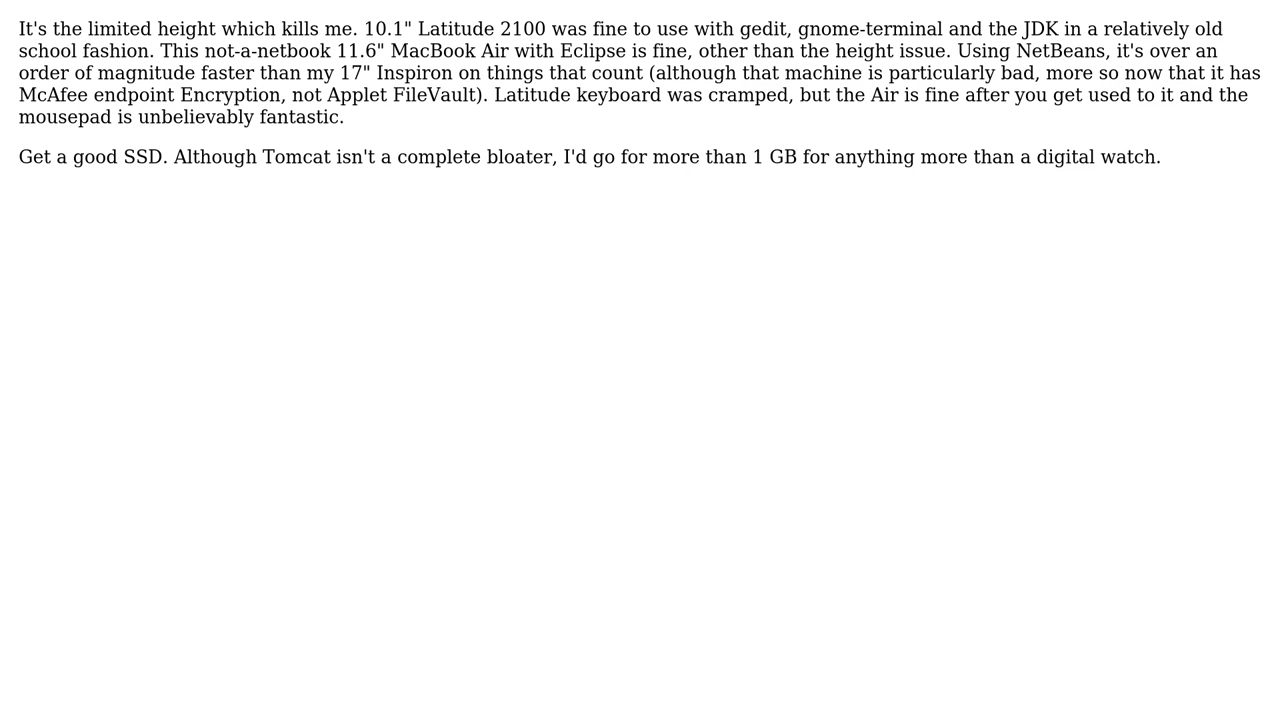 It's the limited height which kills me. 10.1" Latitude 2100 was fine to use with gedit, gnome-terminal and the JDK in a relatively old
school fashion. This not-a-netbook 11.6" MacBook Air with Eclipse is fine, other than the height issue. Using NetBeans, it's over an
order of magnitude faster than my 17" Inspiron on things that count (although that machine is particularly bad, more so now that it has
McAfee endpoint Encryption, not Applet FileVault). Latitude keyboard was cramped, but the Air is fine after you get used to it and the
mousepad is unbelievably fantastic.
Get a good SSD. Although Tomcat isn't a complete bloater, I'd go for more than 1 GB for anything more than a digital watch.